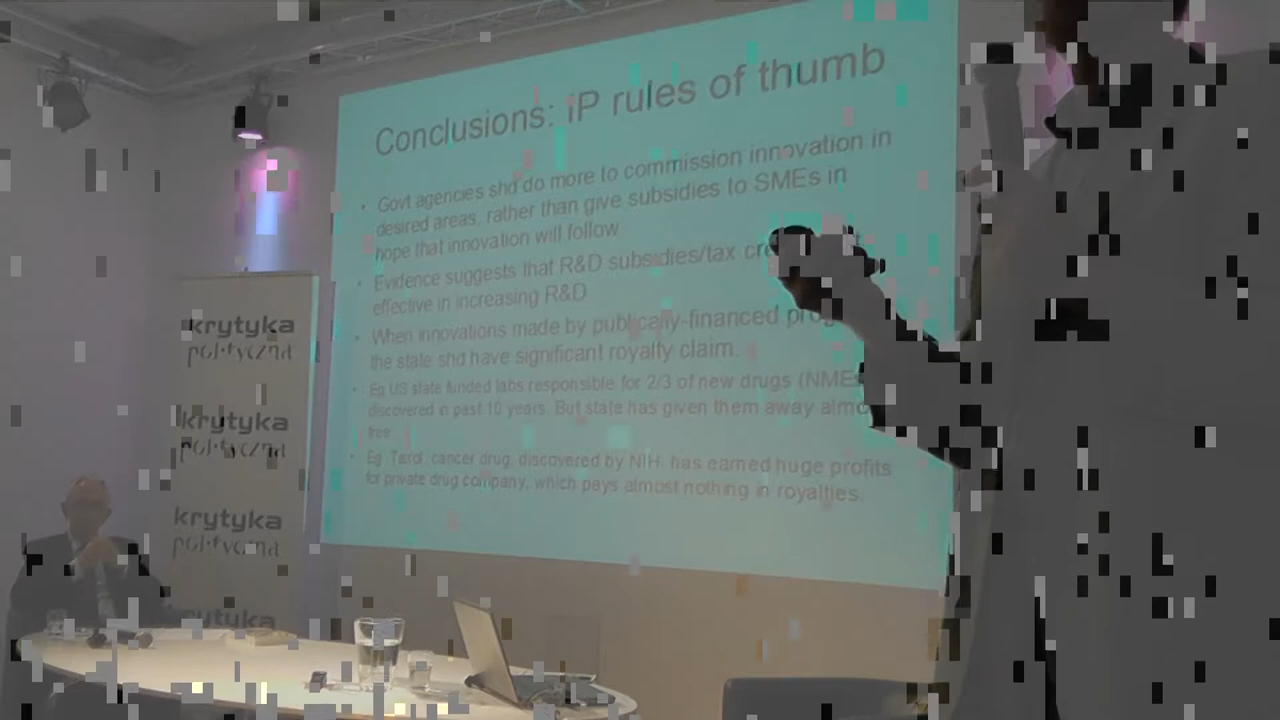 Conclusions: iP rules of thumb
• Govt agencies shd do more to commission innovation in
desired areas, rather than give subsidies to SMEs in
hope that innovation will follow
• Evidence suggests that R&D subsidies/tax
effective in increasing R&D
• When innovations made by publically-financed
the state shd have significant royalty claim.
• Eg US state funded labs responsible for 2/3 of new drugs (NMEs
discovered in past 10 years. But state has given them away
free
• Eg. Taxol, cancer drug, discovered by NIH, has earned huge profits
for private drug company, which pays almost nothing in royalties.
krytyka
polityczna
krytyka
polityczna
krytyka
polityczna
krytyka